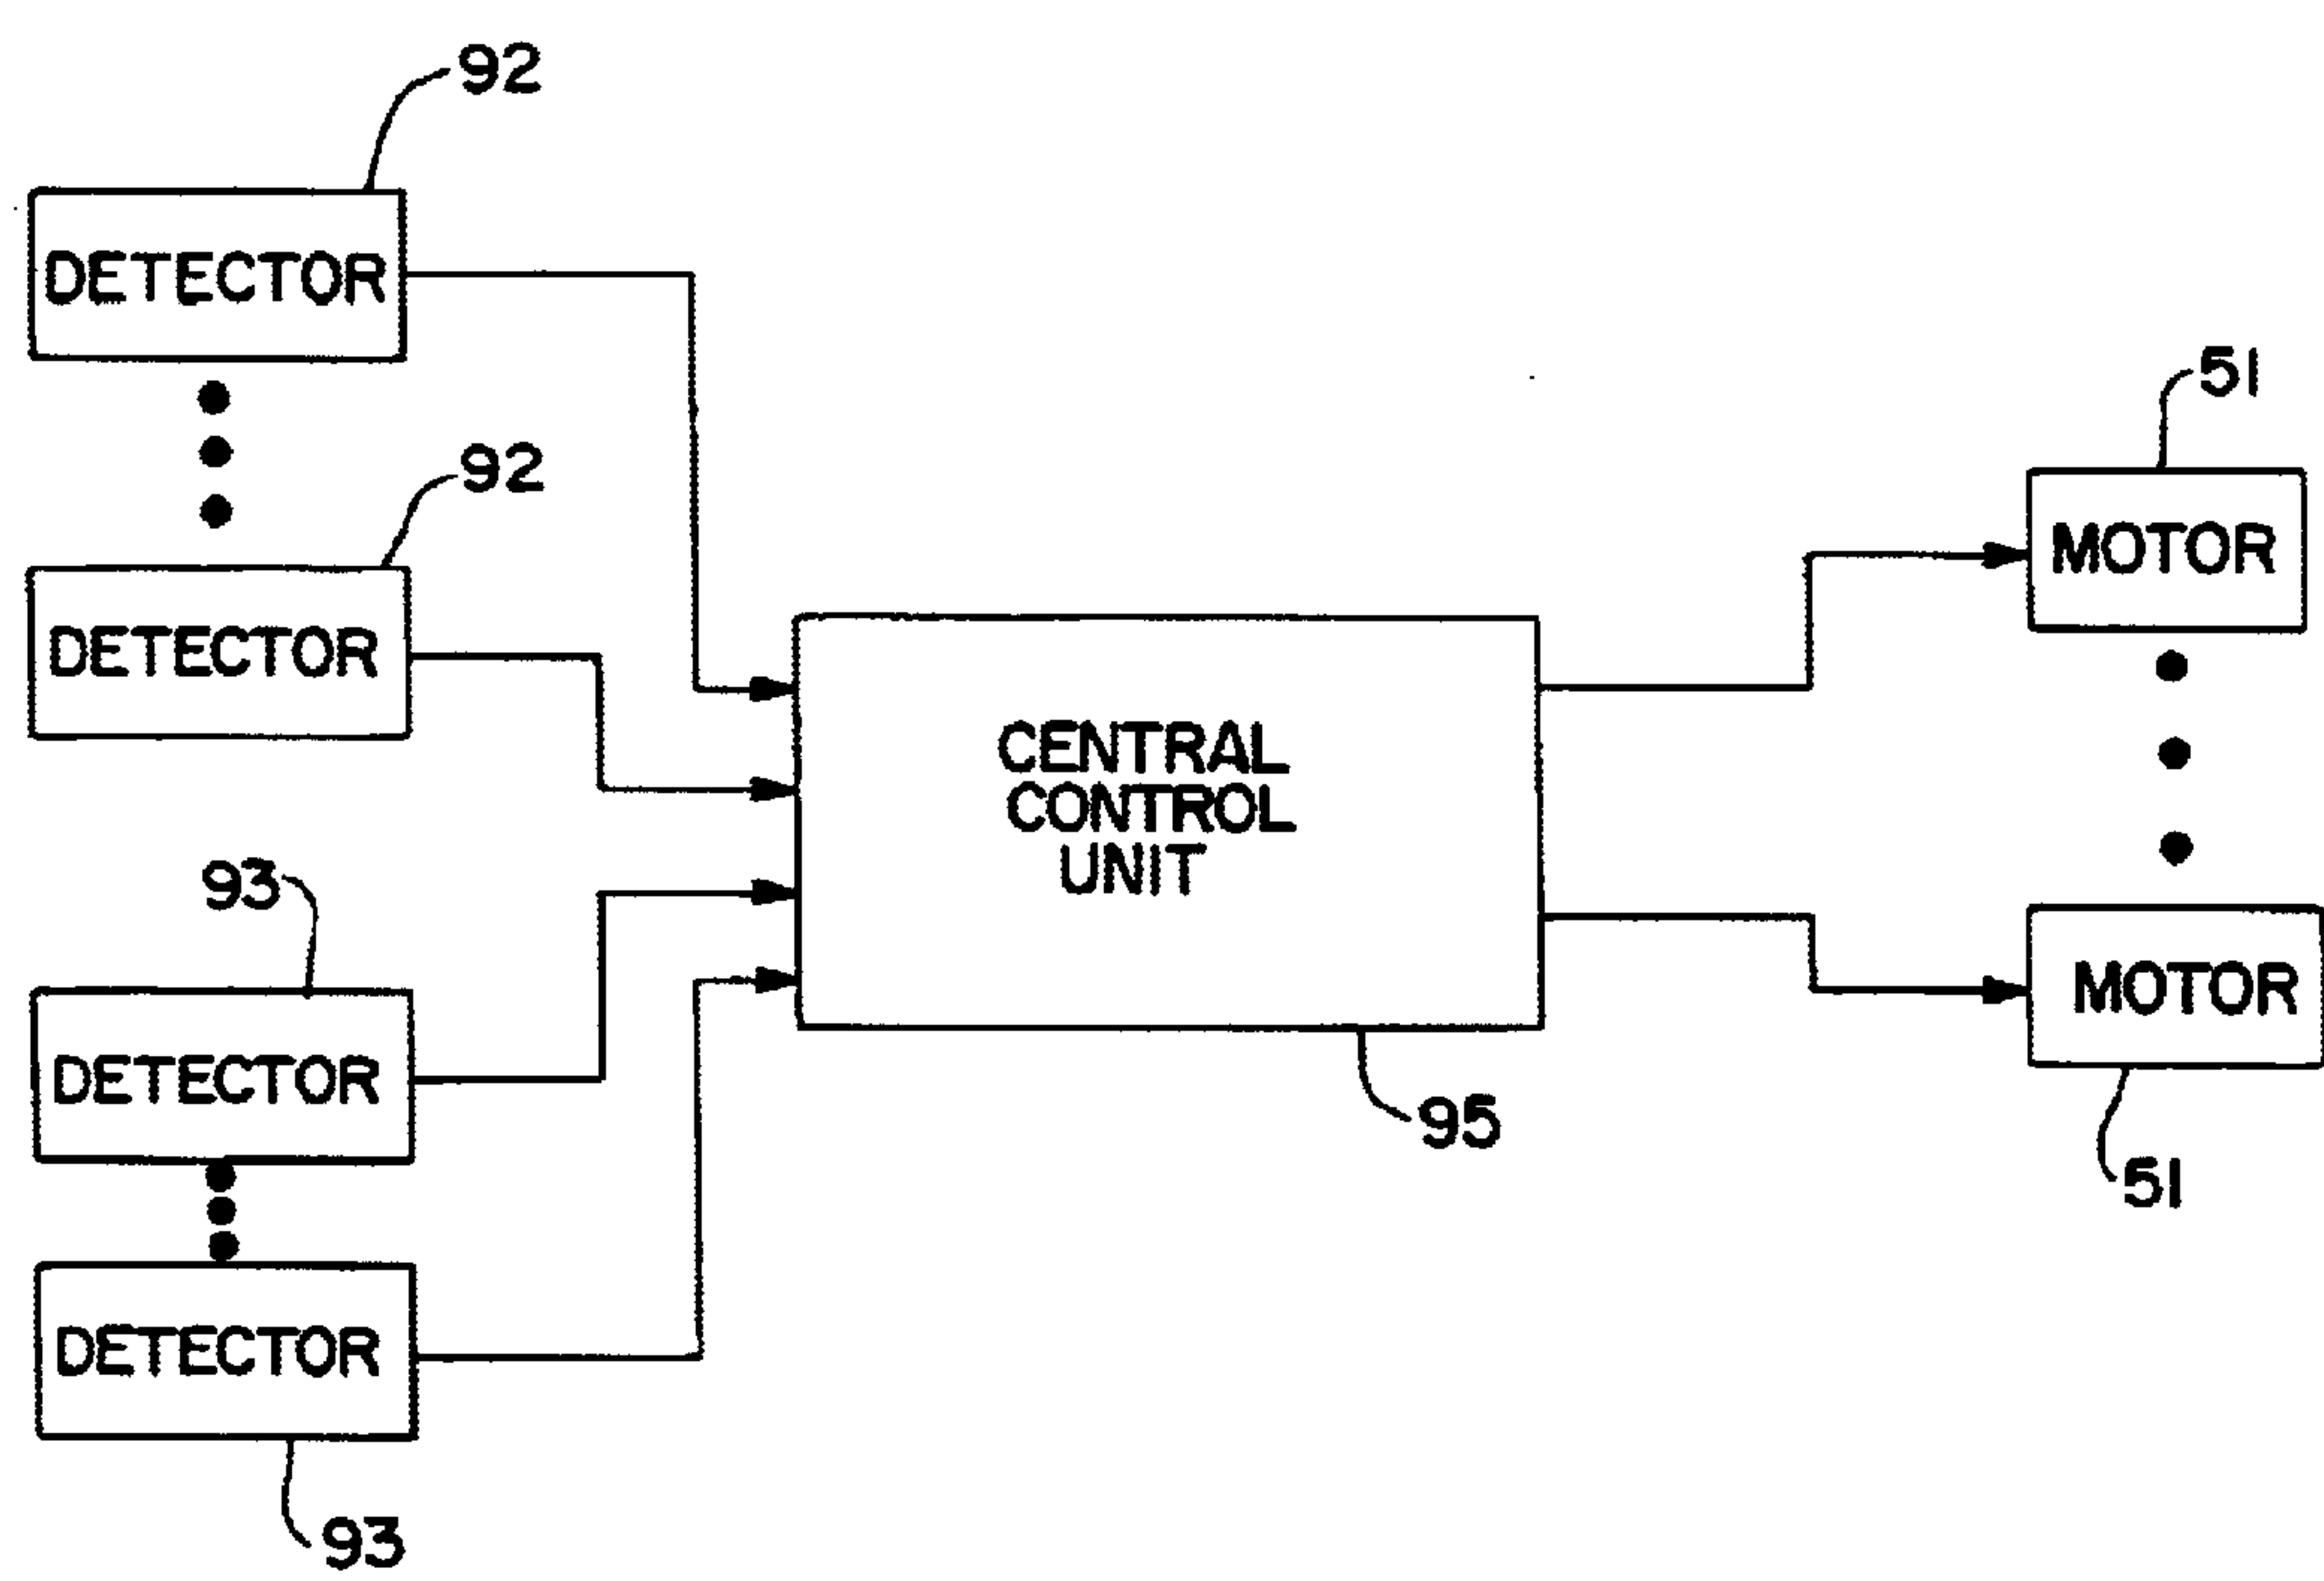 92
DETECTOR
92
DETECTOR
93
DETECTOR
DETECTOR
93
CENTRAL
CONTROL
UNIT
95
51
MOTOR
MOTOR
51